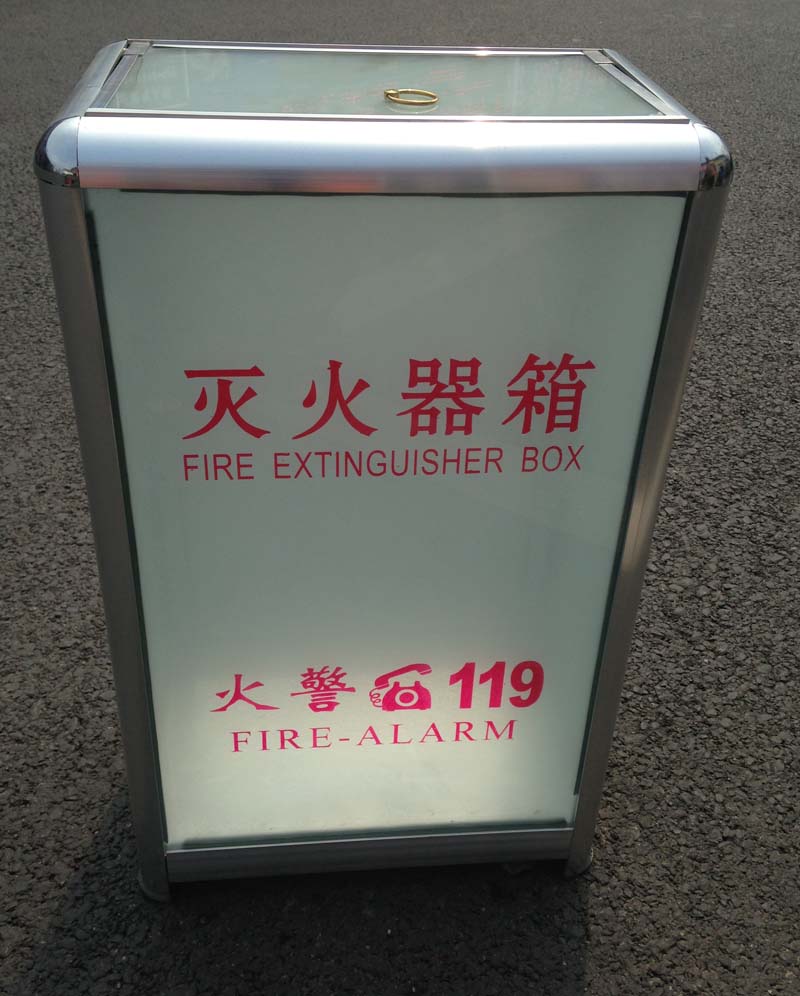 灭火器箱
FIRE EXTINGUISHER BOX
火警 119
FIRE-ALARM